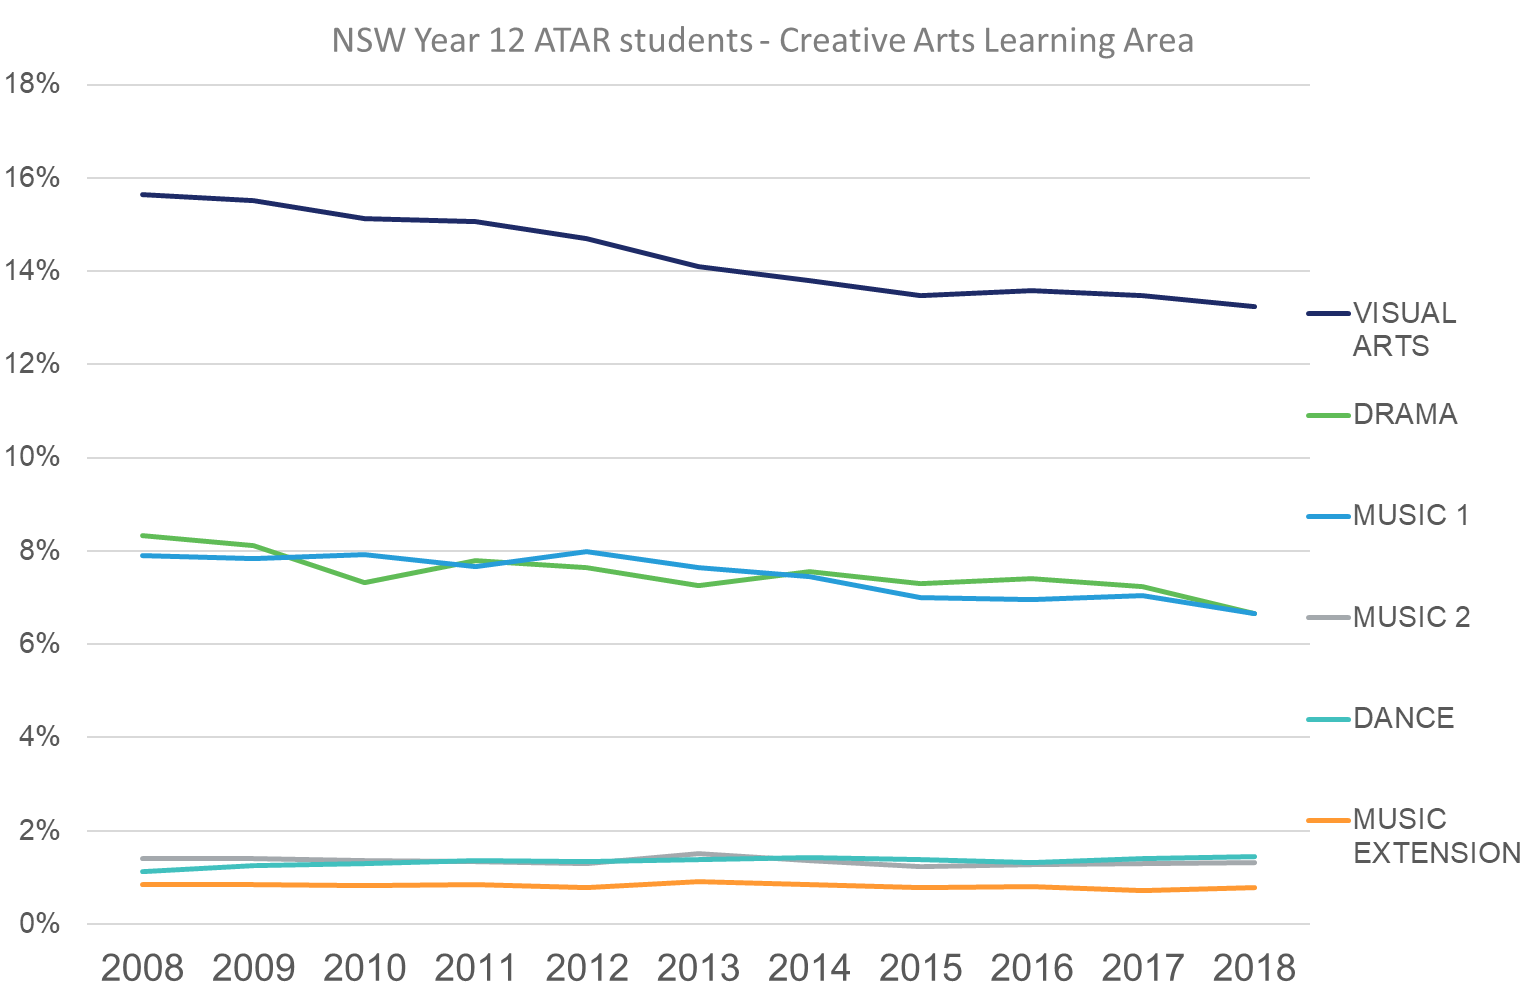 NSW Year 12 ATAR students - Creative Arts Learning Area
18%
16%
14%
12%
10%
8%
6%
4%
2%
0%
2008 2009 2010 2011 2012 2013 2014 2015 2016 2017 2018
VISUAL
ARTS
DRAMA
MUSIC 1
MUSIC 2
DANCE
MUSIC
EXTENSION